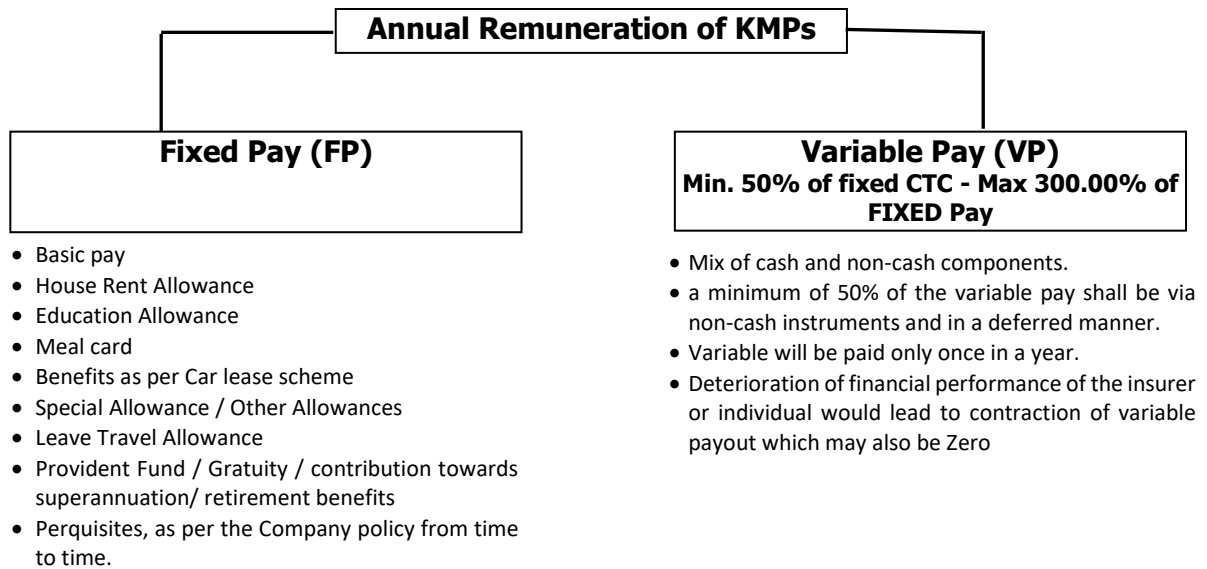 Annual Remuneration of KMPs
Fixed Pay (FP)
• Basic pay
• House Rent Allowance
• Education Allowance
• Meal card
• Benefits as per Car lease scheme
• Special Allowance / Other Allowances
• Leave Travel Allowance
• Provident Fund / Gratuity / contribution towards
superannuation/ retirement benefits
• Perquisites, as per the Company policy from time
to time.
Variable Pay (VP)
Min. 50% of fixed CTC - Max 300.00% of
FIXED Pay
• Mix of cash and non-cash components.
• a minimum of 50% of the variable pay shall be via
non-cash instruments and in a deferred manner.
• Variable will be paid only once in a year.
• Deterioration of financial performance of the insurer
or individual would lead to contraction of variable
payout which may also be Zero